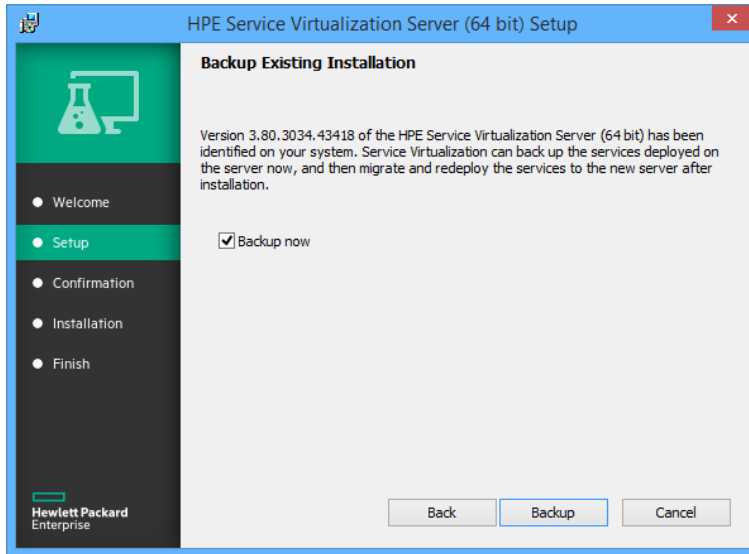 HPE Service Virtualization Server (64 bit) Setup
Backup Existing Installation
Version 3.80.3034.43418 of the HPE Service Virtualization Server (64 bit) has been
identified on your system. Service Virtualization can back up the services deployed on
the server now, and then migrate and redeploy the services to the new server after
installation.
Welcome
Setup
Backup now
Confirmation
Installation
Finish
Hewlett Packard
Enterprise
Back
Backup
Cancel